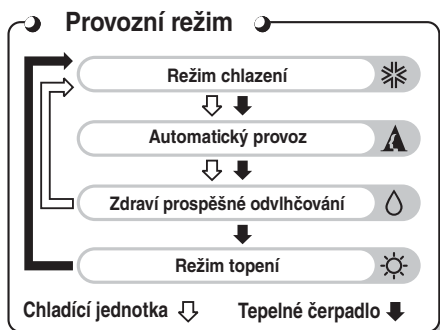 Provozní režim
Režim chlazení
Automatický provoz
Zdraví prospěšné odvlhčování
Režim topení
Chladící jednotka
Tepelné čerpadlo